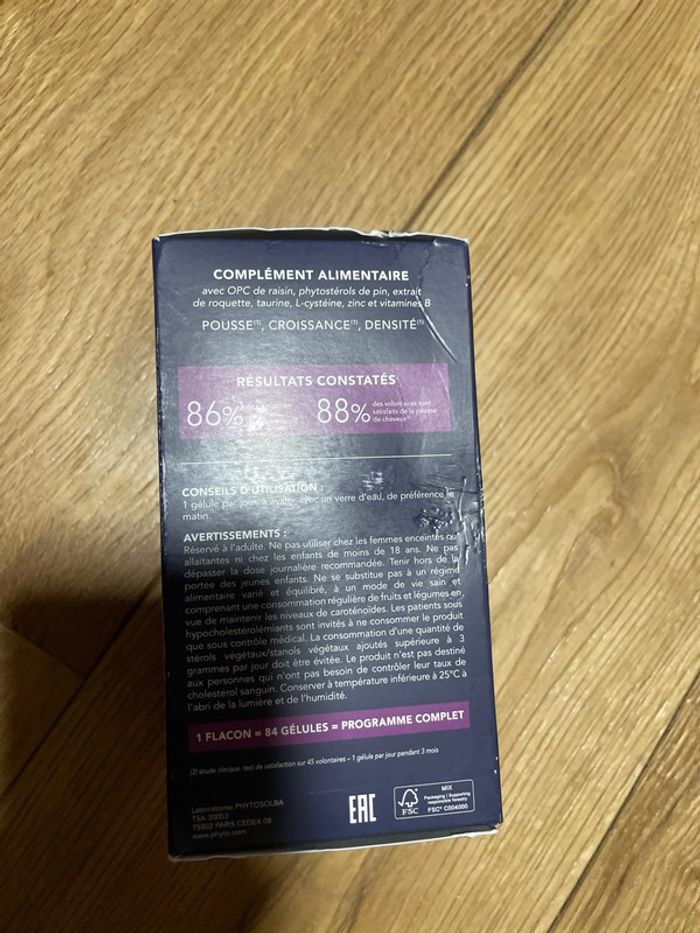 COMPLÉMENT ALIMENTAIRE
avec OPC de raisin, phytostérols de pin, extrait
de roquette, taurine, L-cystéine, zinc et vitamines B
POUSSE⁽¹⁾, CROISSANCE⁽¹⁾, DENSITÉ⁽¹⁾
RÉSULTATS CONSTATÉS
86%
88% des volontaires sont
satisfaits de la pousse
de cheveux
CONSEILS D'UTILISATION :
1 gélule par jour, à avaler avec un verre d'eau, de préférence le
matin.
AVERTISSEMENTS :
Réservé à l'adulte. Ne pas utiliser chez les femmes enceintes ou
allaitantes ni chez les enfants de moins de 18 ans. Ne pas
dépasser la dose journalière recommandée. Tenir hors de la
portée des jeunes enfants. Ne se substitue pas à un régime
alimentaire varié et équilibré, à un mode de vie sain et
comprenant une consommation régulière de fruits et légumes en
vue de maintenir les niveaux de caroténoïdes. Les patients sous
hypocholestérolémiants sont invités à ne consommer le produit
que sous contrôle médical. La consommation d'une quantité de
stérols végétaux/stanols végétaux ajoutés supérieure à 3
grammes par jour doit être évitée. Le produit n'est pas destiné
aux personnes qui n'ont pas besoin de contrôler leur taux de
cholestérol sanguin. Conserver à température inférieure à 25°C à
l'abri de la lumière et de l'humidité.
1 FLACON = 84 GÉLULES = PROGRAMME COMPLET
(2) étude clinique. test de satisfaction sur 45 volontaires – 1 gélule par jour pendant 3 mois
Laboratoires PHYTOSOLBA
TSA 30053
75802 PARIS CEDEX 08
www.phyto.com
EAC
FSC
MIX
Packaging | Supporting
responsible forestry
FSC® C004000